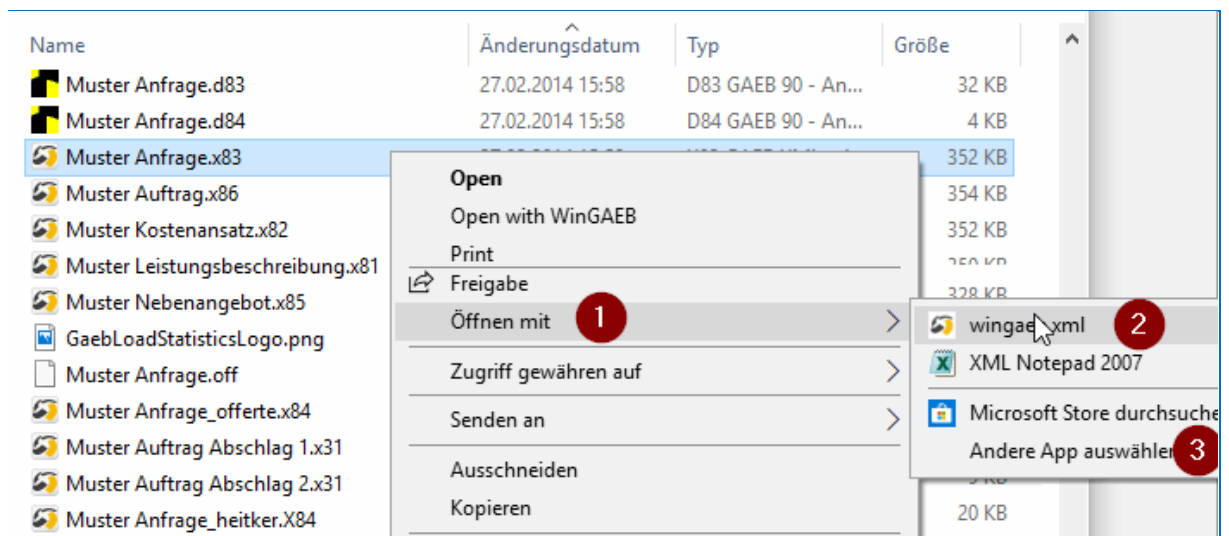 Name Änderungsdatum Typ Größe
Muster Anfrage.d83 27.02.2014 15:58 D83 GAEB 90 - An... 32 KB
Muster Anfrage.d84 27.02.2014 15:58 D84 GAEB 90 - An... 4 KB
Muster Anfrage.x83 352 KB
Muster Auftrag.x86 354 KB
Muster Kostenansatz.x82 352 KB
Muster Leistungsbeschreibung.x81
Muster Nebenangebot.x85 328 KB
GaebLoadStatisticsLogo.png
Muster Anfrage.off
Muster Anfrage_offerte.x84
Muster Auftrag Abschlag 1.x31
Muster Auftrag Abschlag 2.x31
Muster Anfrage_heitker.X84 20 KB
Open
Open with WinGAEB
Print
Freigabe
Öffnen mit 1
Zugriff gewähren auf
Senden an
Ausschneiden
Kopieren
xml 2
XML Notepad 2007
Microsoft Store durchsuche
Andere App auswähler 3